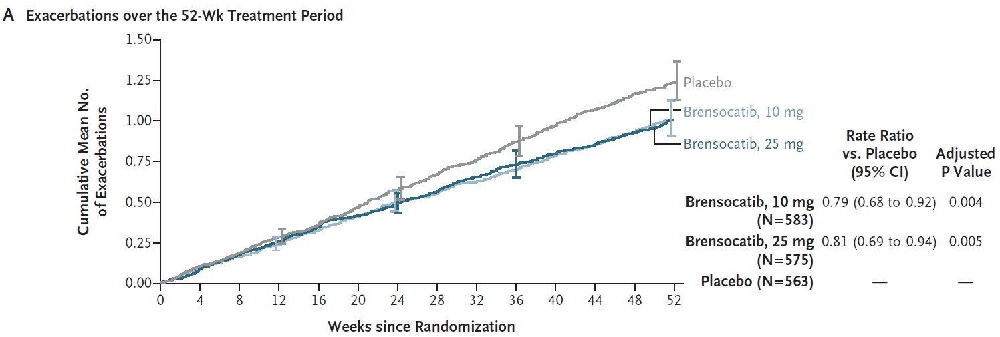 A Exacerbations over the 52-Wk Treatment Period
Cumulative Mean No.
of Exacerbations
1.50
1.25
1.00
0.75
0.50
0.25
0.00
0 4 8 12 16 20 24 28 32 36 40 44 48 52
Weeks since Randomization
Placebo
Brensocatib, 10 mg
Brensocatib, 25 mg
Rate Ratio
vs. Placebo
(95% CI)
Adjusted
P Value
Brensocatib, 10 mg 0.79 (0.68 to 0.92) 0.004
(N=583)
Brensocatib, 25 mg 0.81 (0.69 to 0.94) 0.005
(N=575)
Placebo (N=563) — —